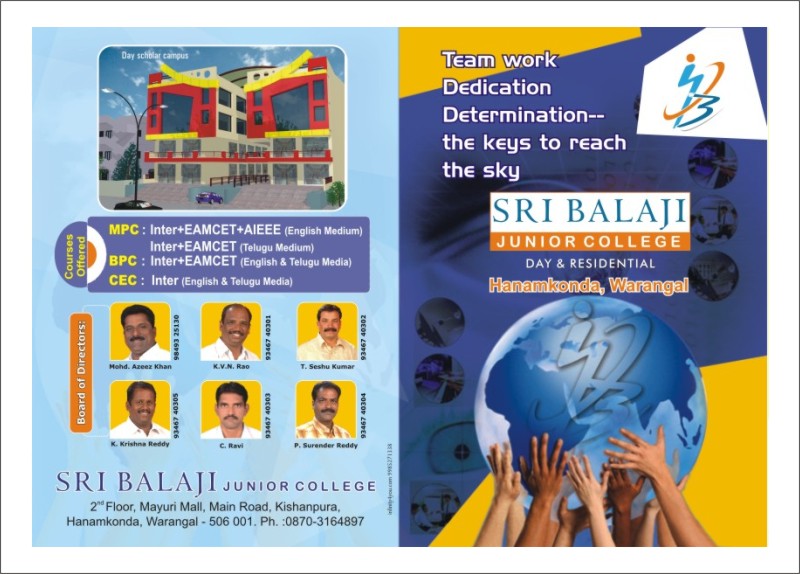 Day scholar campus
Courses
Offered
MPC : Inter+EAMCET+AIEEE (English Medium)
Inter+EAMCET (Telugu Medium)
BPC : Inter+EAMCET (English & Telugu Media)
CEC : Inter (English & Telugu Media)
Board of Directors:
98493 25130
Mohd. Azeez Khan
93467 40301
K.V.N. Rao
93467 40302
T. Seshu Kumar
93467 40305
K. Krishna Reddy
93467 40303
C. Ravi
93467 40304
P. Surender Reddy
SRI BALAJI JUNIOR COLLEGE
2nd Floor, Mayuri Mall, Main Road, Kishanpura,
Hanamkonda, Warangal - 506 001. Ph. :0870-3164897
Team work
Dedication
Determination--
the keys to reach
the sky
SRI BALAJI
JUNIOR COLLEGE
DAY & RESIDENTIAL
Hanamkonda, Warangal